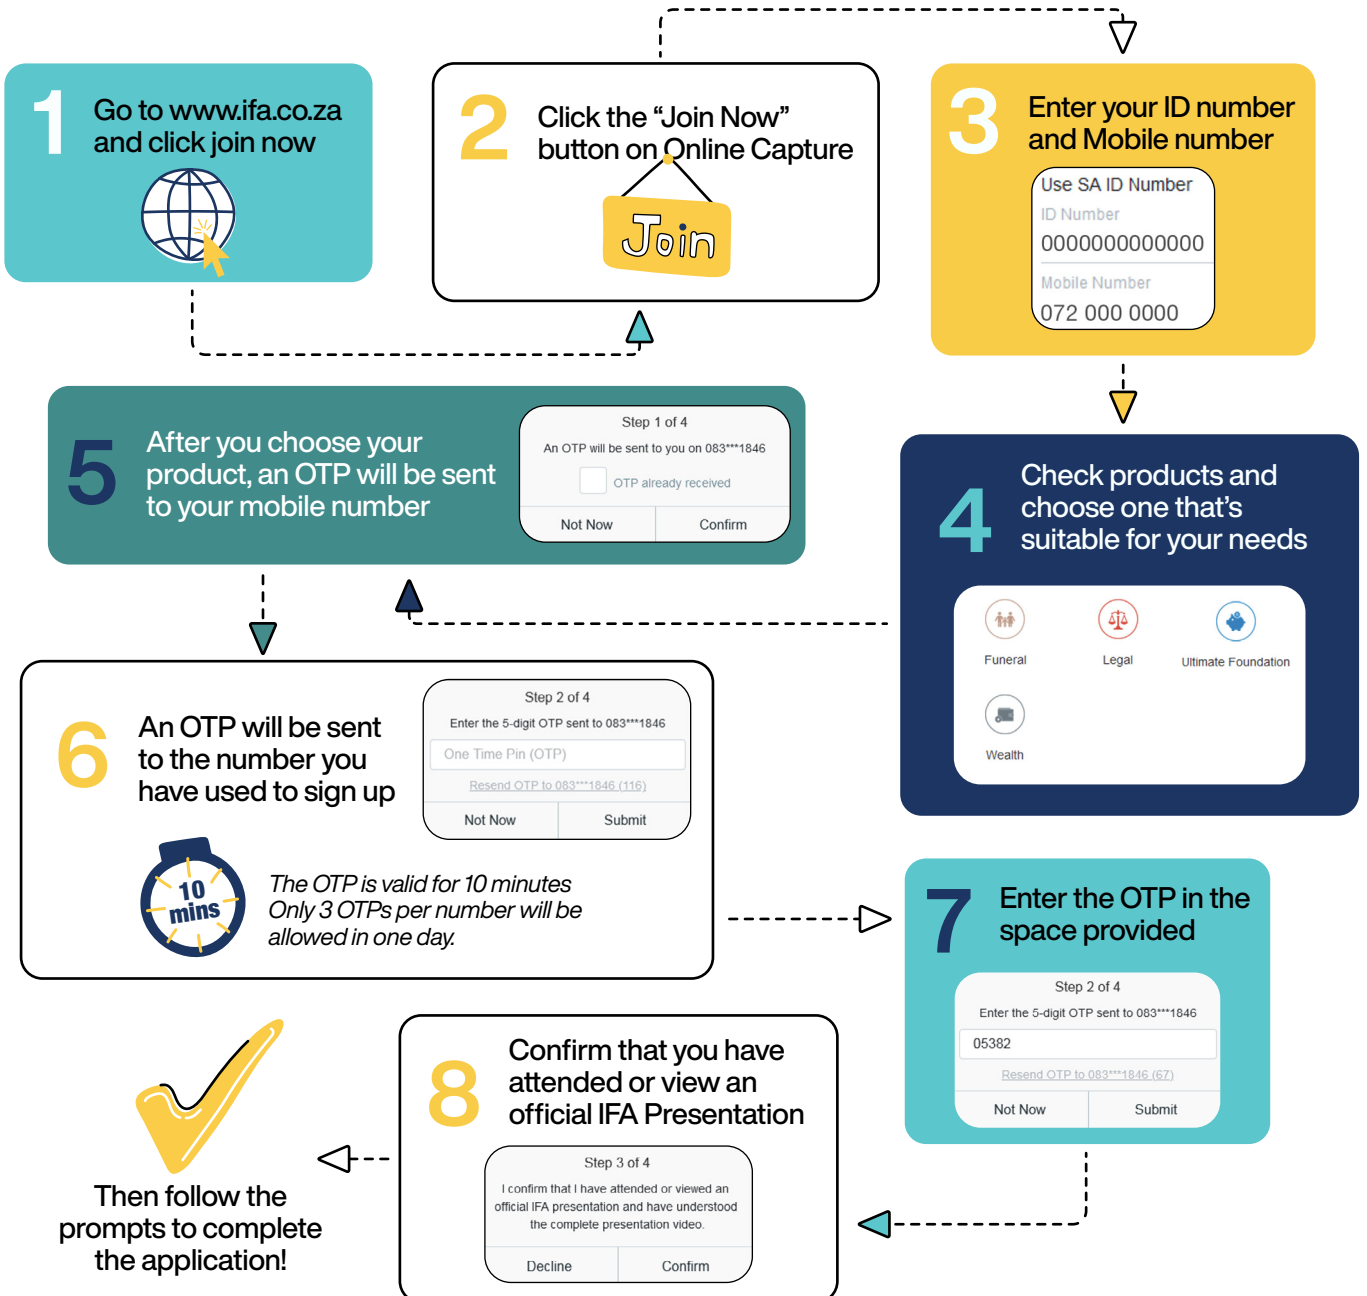 1
Go to www.ifa.co.za
and click join now
2
Click the “Join Now”
button on Online Capture
Join
3
Enter your ID number
and Mobile number
Use SA ID Number
ID Number
0000000000000
Mobile Number
072 000 0000
4
Check products and
choose one that’s
suitable for your needs
Funeral
Legal
Ultimate Foundation
Wealth
5
After you choose your
product, an OTP will be sent
to your mobile number
Step 1 of 4
An OTP will be sent to you on 083***1846
OTP already received
Not Now
Confirm
6
An OTP will be sent
to the number you
have used to sign up
Step 2 of 4
Enter the 5-digit OTP sent to 083***1846
One Time Pin (OTP)
Resend OTP to 083***1846 (116)
Not Now
Submit
10
mins
The OTP is valid for 10 minutes
Only 3 OTPs per number will be
allowed in one day.
7
Enter the OTP in the
space provided
Step 2 of 4
Enter the 5-digit OTP sent to 083***1846
05382
Resend OTP to 083***1846 (67)
Not Now
Submit
8
Confirm that you have
attended or view an
official IFA Presentation
Step 3 of 4
I confirm that I have attended or viewed an
official IFA presentation and have understood
the complete presentation video.
Decline
Confirm
Then follow the
prompts to complete
the application!